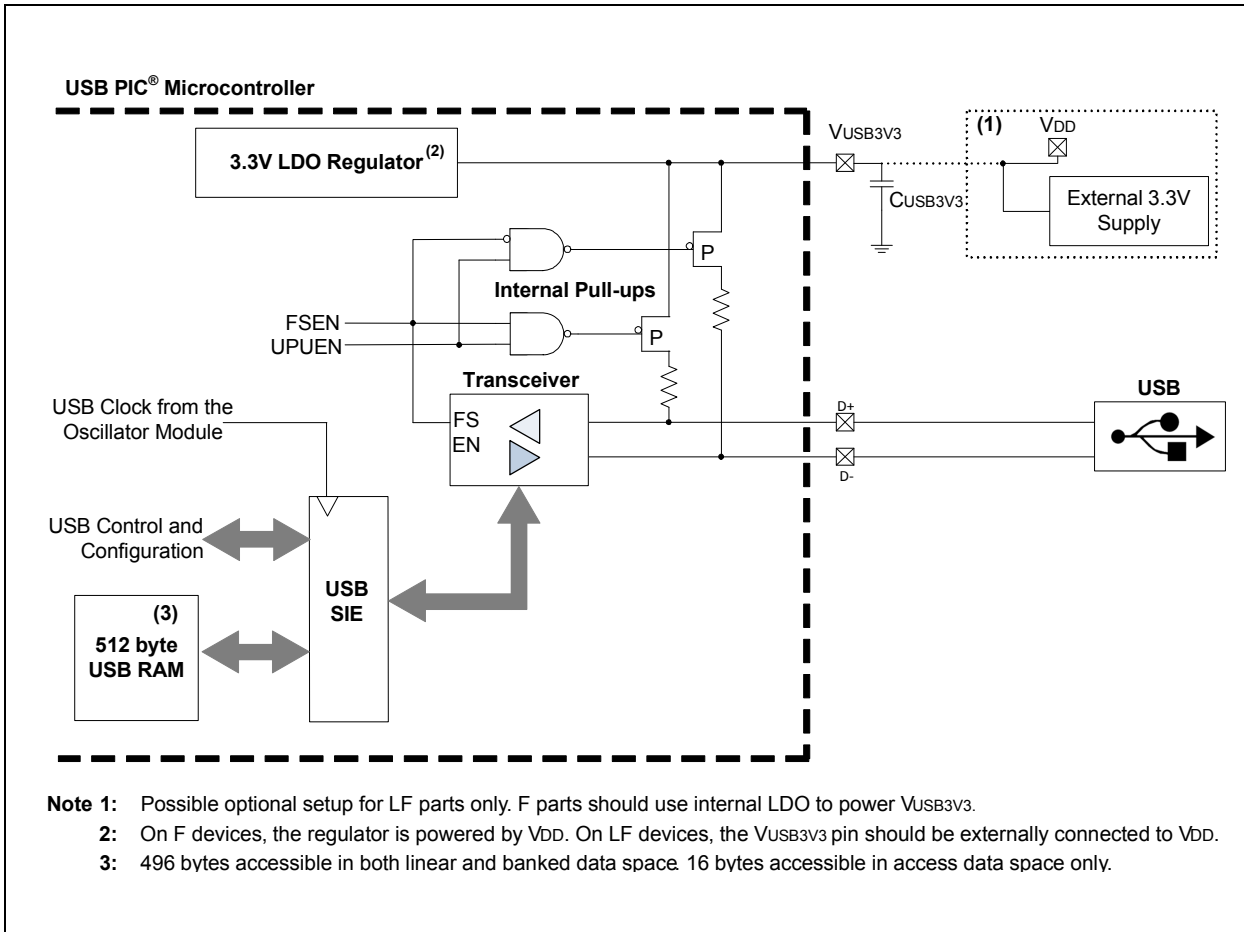 USB PIC® Microcontroller
3.3V LDO Regulator(2)
VUSB3V3
(1)
VDD
CUSB3V3
External 3.3V
Supply
P
Internal Pull-ups
FSEN
UPUEN
P
Transceiver
USB Clock from the
Oscillator Module
FS
EN
D+
D-
USB
USB Control and
Configuration
USB
SIE
(3)
512 byte
USB RAM
Note 1: Possible optional setup for LF parts only. F parts should use internal LDO to power VUSB3V3.
2: On F devices, the regulator is powered by VDD. On LF devices, the VUSB3V3 pin should be externally connected to VDD.
3: 496 bytes accessible in both linear and banked data space. 16 bytes accessible in access data space only.